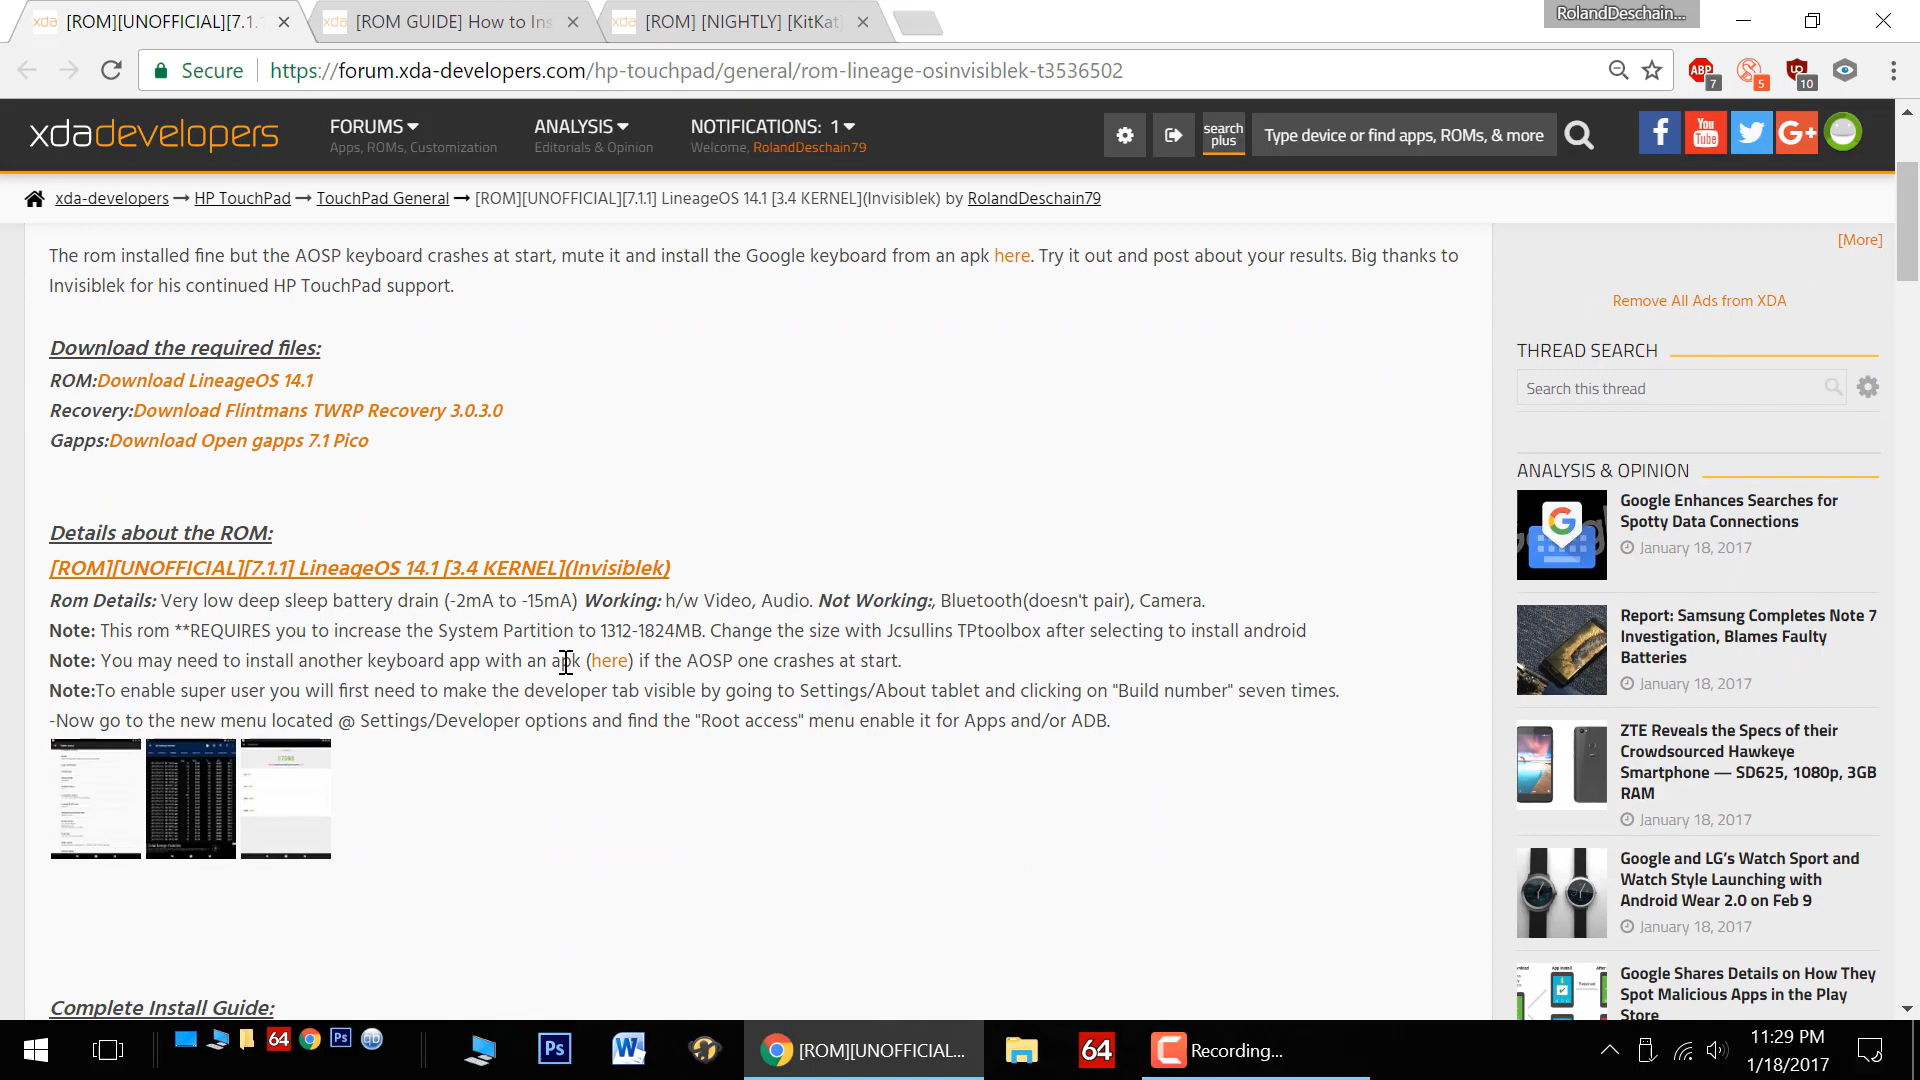 [ROM][UNOFFICIAL][7.1.
[ROM GUIDE] How to Ins
[ROM] [NIGHTLY] [KitKat]
RolandDeschain...
Secure
https://forum.xda-developers.com/hp-touchpad/general/rom-lineage-osinvisiblek-t3536502
ABP
7
5
10
xdadevelopers
FORUMS
Apps, ROMs, Customization
ANALYSIS
Editorials & Opinion
NOTIFICATIONS: 1
Welcome, RolandDeschain79
search plus
Type device or find apps, ROMs, & more
You Tube
G+
xda-developers → HP TouchPad → TouchPad General → [ROM][UNOFFICIAL][7.1.1] LineageOS 14.1 [3.4 KERNEL](Invisiblek) by RolandDeschain79
The rom installed fine but the AOSP keyboard crashes at start, mute it and install the Google keyboard from an apk here. Try it out and post about your results. Big thanks to
Invisiblek for his continued HP TouchPad support.
Download the required files:
ROM:Download LineageOS 14.1
Recovery:Download Flintmans TWRP Recovery 3.0.3.0
Gapps:Download Open gapps 7.1 Pico
Details about the ROM:
[ROM][UNOFFICIAL][7.1.1] LineageOS 14.1 [3.4 KERNEL](Invisiblek)
Rom Details: Very low deep sleep battery drain (-2mA to -15mA) Working: h/w Video, Audio. Not Working:, Bluetooth(doesn't pair), Camera.
Note: This rom **REQUIRES you to increase the System Partition to 1312-1824MB. Change the size with Jcsullins TPtoolbox after selecting to install android
Note: You may need to install another keyboard app with an apk (here) if the AOSP one crashes at start.
Note:To enable super user you will first need to make the developer tab visible by going to Settings/About tablet and clicking on "Build number" seven times.
-Now go to the new menu located @ Settings/Developer options and find the "Root access" menu enable it for Apps and/or ADB.
Complete Install Guide:
[More]
Remove All Ads from XDA
THREAD SEARCH
Search this thread
ANALYSIS & OPINION
Google Enhances Searches for
Spotty Data Connections
January 18, 2017
Report: Samsung Completes Note 7
Investigation, Blames Faulty
Batteries
January 18, 2017
ZTE Reveals the Specs of their
Crowdsourced Hawkeye
Smartphone — SD625, 1080p, 3GB
RAM
January 18, 2017
Google and LG's Watch Sport and
Watch Style Launching with
Android Wear 2.0 on Feb 9
January 18, 2017
Google Shares Details on How They
Spot Malicious Apps in the Play
Store
64
Ps
Ps
[ROM][UNOFFICIAL...
64
Recording...
11:29 PM
1/18/2017